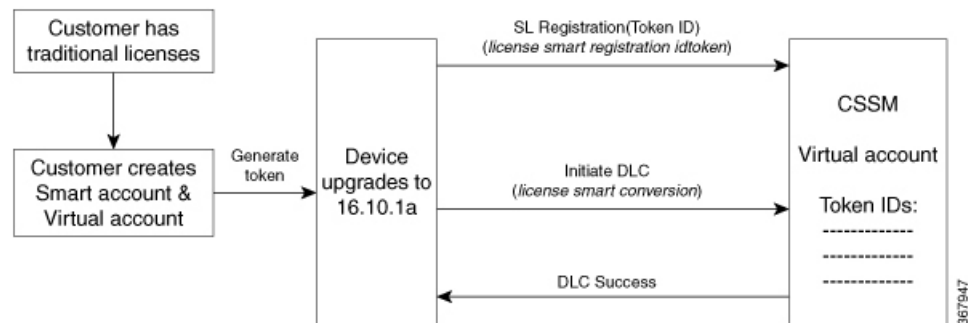 Customer has
traditional licenses
Customer creates
Smart account &
Virtual account
Generate
token
Device
upgrades to
16.10.1a
SL Registration(Token ID)
(license smart registration idtoken)
Initiate DLC
(license smart conversion)
DLC Success
CSSM
Virtual account
Token IDs:
-------------
-------------
-------------
367947